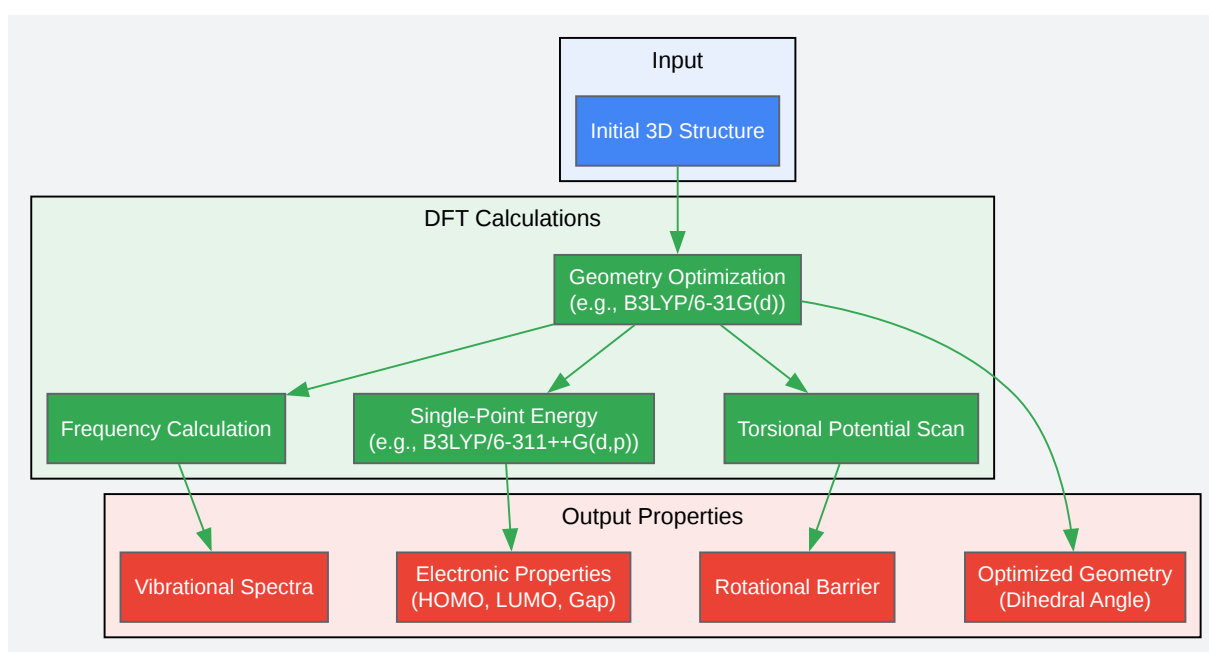 Input
Initial 3D Structure
DFT Calculations
Geometry Optimization
(e.g., B3LYP/6-31G(d))
Frequency Calculation
Single-Point Energy
(e.g., B3LYP/6-311++G(d,p))
Torsional Potential Scan
Output Properties
Vibrational Spectra
Electronic Properties
(HOMO, LUMO, Gap)
Rotational Barrier
Optimized Geometry
(Dihedral Angle)